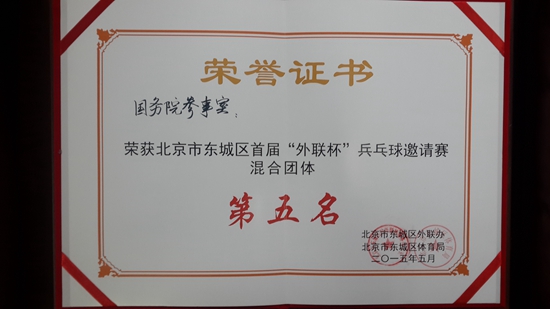 荣誉证书
国务院参事室：
荣获北京市东城区首届“外联杯”兵乓球邀请赛
混合团体
第五名
北京市东城区外联办
北京市东城区体育局
二〇一五年五月